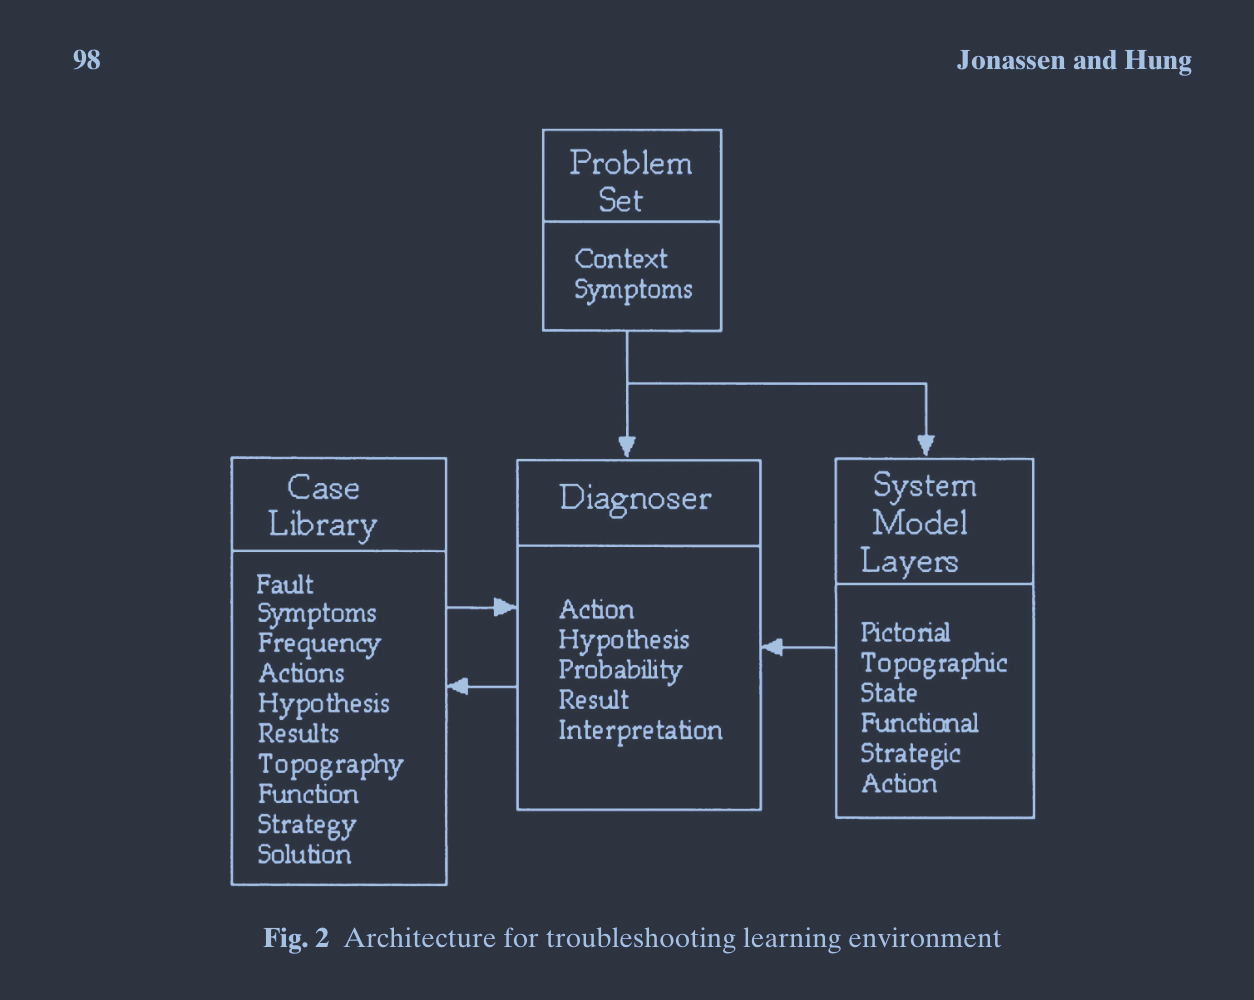 98
Jonassen and Hung
Problem
Set
Context
Symptoms
Case
Library
Fault
Symptoms
Frequency
Actions
Hypothesis
Results
Topography
Function
Strategy
Solution
Diagnoser
Action
Hypothesis
Probability
Result
Interpretation
System
Model
Layers
Pictorial
Topographic
State
Functional
Strategic
Action
Fig. 2 Architecture for troubleshooting learning environment